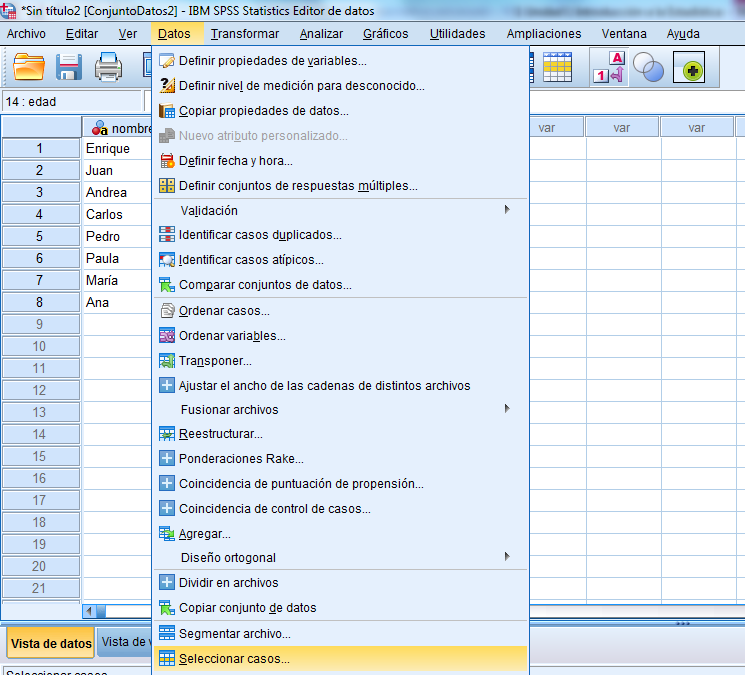 *Sin título2 [ConjuntoDatos2] - IBM SPSS Statistics Editor de datos
Archivo Editar Ver Datos Transformar Analizar Gráficos Utilidades Ampliaciones Ventana Ayuda
14 : edad
nombre
var var var
1 Enrique
2 Juan
3 Andrea
4 Carlos
5 Pedro
6 Paula
7 María
8 Ana
9
10
11
12
13
14
15
16
17
18
19
20
21
Definir propiedades de variables...
Definir nivel de medición para desconocido...
Copiar propiedades de datos...
Nuevo atributo personalizado...
Definir fecha y hora...
Definir conjuntos de respuestas múltiples...
Validación
Identificar casos duplicados...
Identificar casos atípicos...
Comparar conjuntos de datos...
Ordenar casos...
Ordenar variables...
Transponer...
Ajustar el ancho de las cadenas de distintos archivos
Fusionar archivos
Reestructurar...
Ponderaciones Rake...
Coincidencia de puntuación de propensión...
Coincidencia de control de casos...
Agregar...
Diseño ortogonal
Dividir en archivos
Copiar conjunto de datos
Segmentar archivo...
Seleccionar casos...
Vista de datos Vista de v
Seleccionar casos...